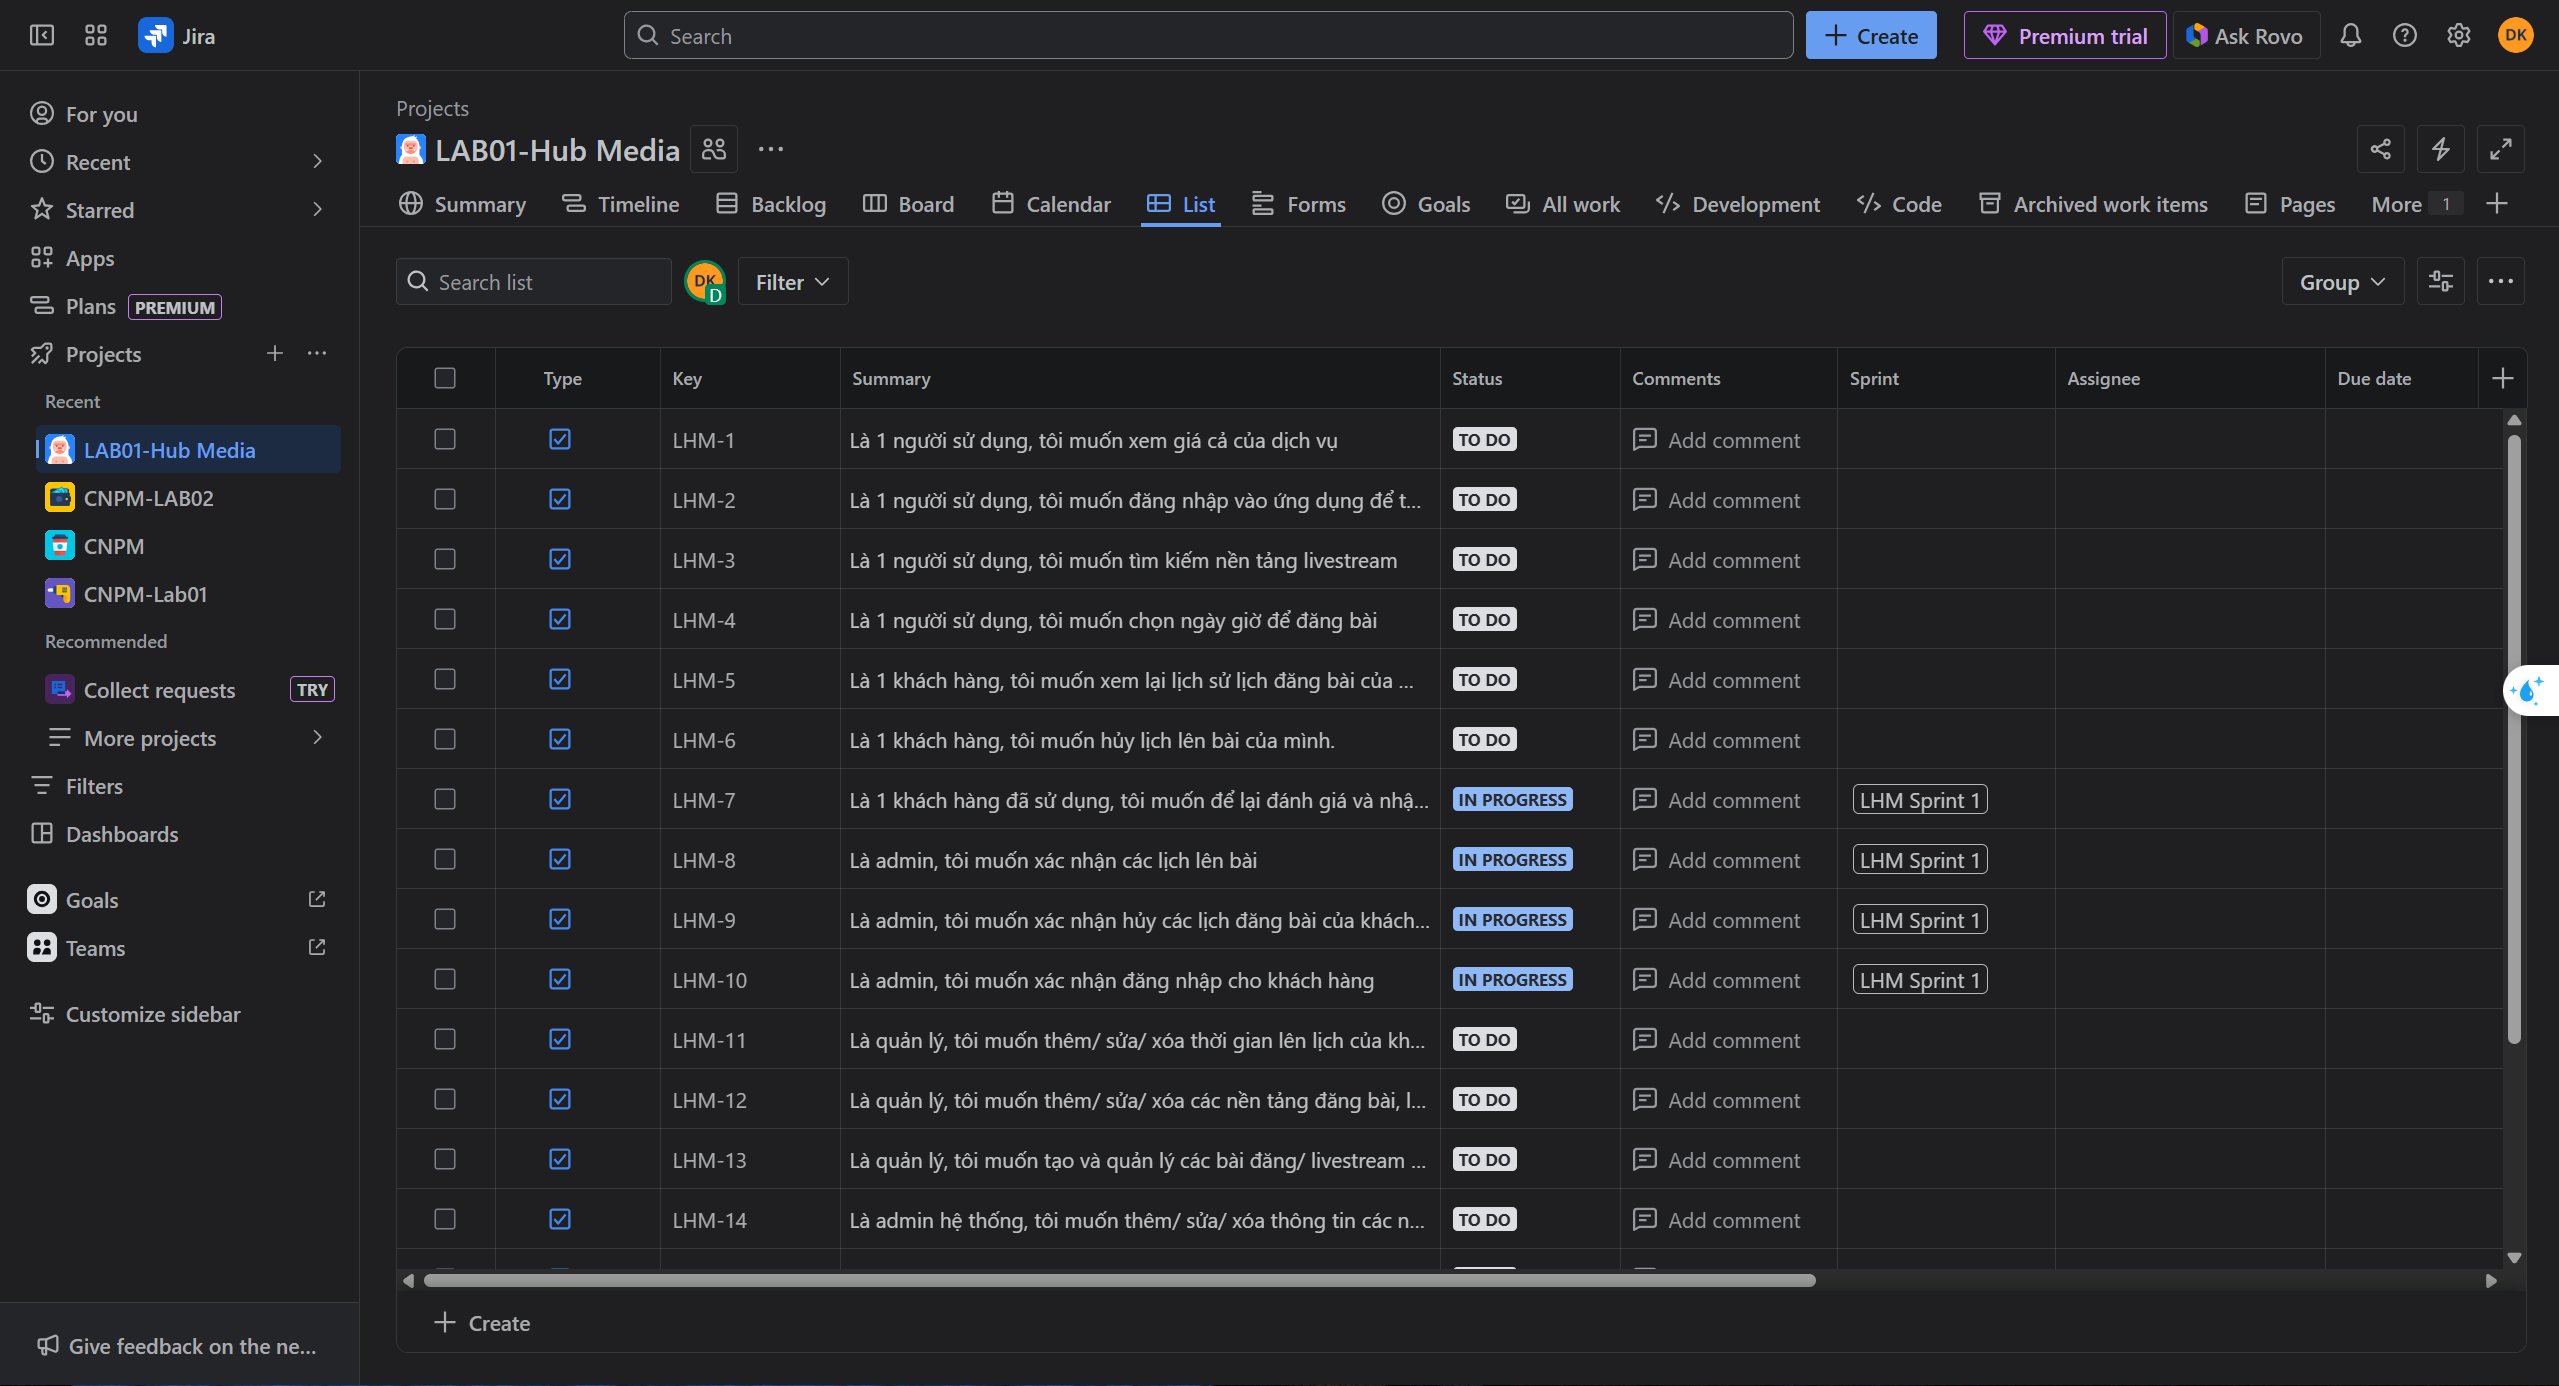 Jira
Search
Create
Premium trial
Ask Rovo
DK
For you
Recent
Starred
Apps
Plans PREMIUM
Projects
Recent
LAB01-Hub Media
CNPM-LAB02
CNPM
CNPM-Lab01
Recommended
Collect requests TRY
More projects
Filters
Dashboards
Goals
Teams
Customize sidebar
Give feedback on the ne...
Projects
LAB01-Hub Media
Summary Timeline Backlog Board Calendar List Forms Goals All work Development Code Archived work items Pages More 1
Search list DK D Filter Group
Type Key Summary Status Comments Sprint Assignee Due date
LHM-1 Là 1 người sử dụng, tôi muốn xem giá cả của dịch vụ TO DO Add comment
LHM-2 Là 1 người sử dụng, tôi muốn đăng nhập vào ứng dụng để t... TO DO Add comment
LHM-3 Là 1 người sử dụng, tôi muốn tìm kiếm nền tảng livestream TO DO Add comment
LHM-4 Là 1 người sử dụng, tôi muốn chọn ngày giờ để đăng bài TO DO Add comment
LHM-5 Là 1 khách hàng, tôi muốn xem lại lịch sử lịch đăng bài của ... TO DO Add comment
LHM-6 Là 1 khách hàng, tôi muốn hủy lịch lên bài của mình. TO DO Add comment
LHM-7 Là 1 khách hàng đã sử dụng, tôi muốn để lại đánh giá và nhậ... IN PROGRESS Add comment LHM Sprint 1
LHM-8 Là admin, tôi muốn xác nhận các lịch lên bài IN PROGRESS Add comment LHM Sprint 1
LHM-9 Là admin, tôi muốn xác nhận hủy các lịch đăng bài của khách... IN PROGRESS Add comment LHM Sprint 1
LHM-10 Là admin, tôi muốn xác nhận đăng nhập cho khách hàng IN PROGRESS Add comment LHM Sprint 1
LHM-11 Là quản lý, tôi muốn thêm/ sửa/ xóa thời gian lên lịch của kh... TO DO Add comment
LHM-12 Là quản lý, tôi muốn thêm/ sửa/ xóa các nền tảng đăng bài, l... TO DO Add comment
LHM-13 Là quản lý, tôi muốn tạo và quản lý các bài đăng/ livestream ... TO DO Add comment
LHM-14 Là admin hệ thống, tôi muốn thêm/ sửa/ xóa thông tin các n... TO DO Add comment
Create